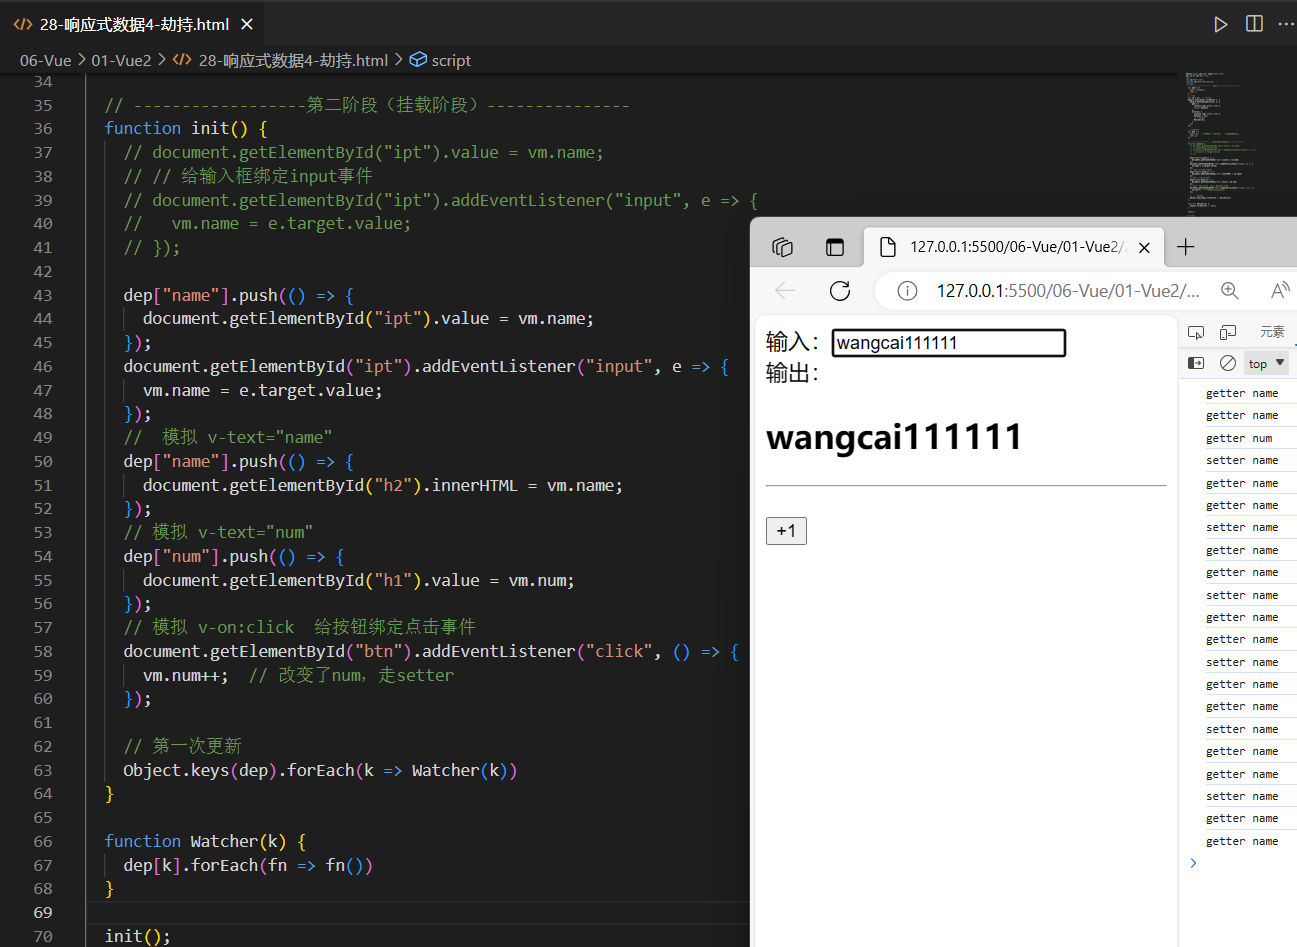 28-响应式数据4-劫持.html
06-Vue > 01-Vue2 > 28-响应式数据4-劫持.html > script
34
35 // ------------------第二阶段（挂载阶段）---------------
36 function init() {
37 // document.getElementById("ipt").value = vm.name;
38 // // 给输入框绑定input事件
39 // document.getElementById("ipt").addEventListener("input", e => {
40 //   vm.name = e.target.value;
41 // });
42
43 dep["name"].push(() => {
44 document.getElementById("ipt").value = vm.name;
45 });
46 document.getElementById("ipt").addEventListener("input", e => {
47 vm.name = e.target.value;
48 });
49 //  模拟 v-text="name"
50 dep["name"].push(() => {
51 document.getElementById("h2").innerHTML = vm.name;
52 });
53 // 模拟 v-text="num"
54 dep["num"].push(() => {
55 document.getElementById("h1").value = vm.num;
56 });
57 // 模拟 v-on:click  给按钮绑定点击事件
58 document.getElementById("btn").addEventListener("click", () => {
59 vm.num++;  // 改变了num，走setter
60 });
61
62 // 第一次更新
63 Object.keys(dep).forEach(k => Watcher(k))
64 }
65
66 function Watcher(k) {
67 dep[k].forEach(fn => fn())
68 }
69
70 init();
127.0.0.1:5500/06-Vue/01-Vue2/
127.0.0.1:5500/06-Vue/01-Vue2/...
输入：wangcai111111
输出：
wangcai111111
+1
元素
top
getter name
getter name
getter num
setter name
getter name
getter name
setter name
getter name
getter name
setter name
getter name
getter name
setter name
getter name
getter name
setter name
getter name
getter name
setter name
getter name
getter name